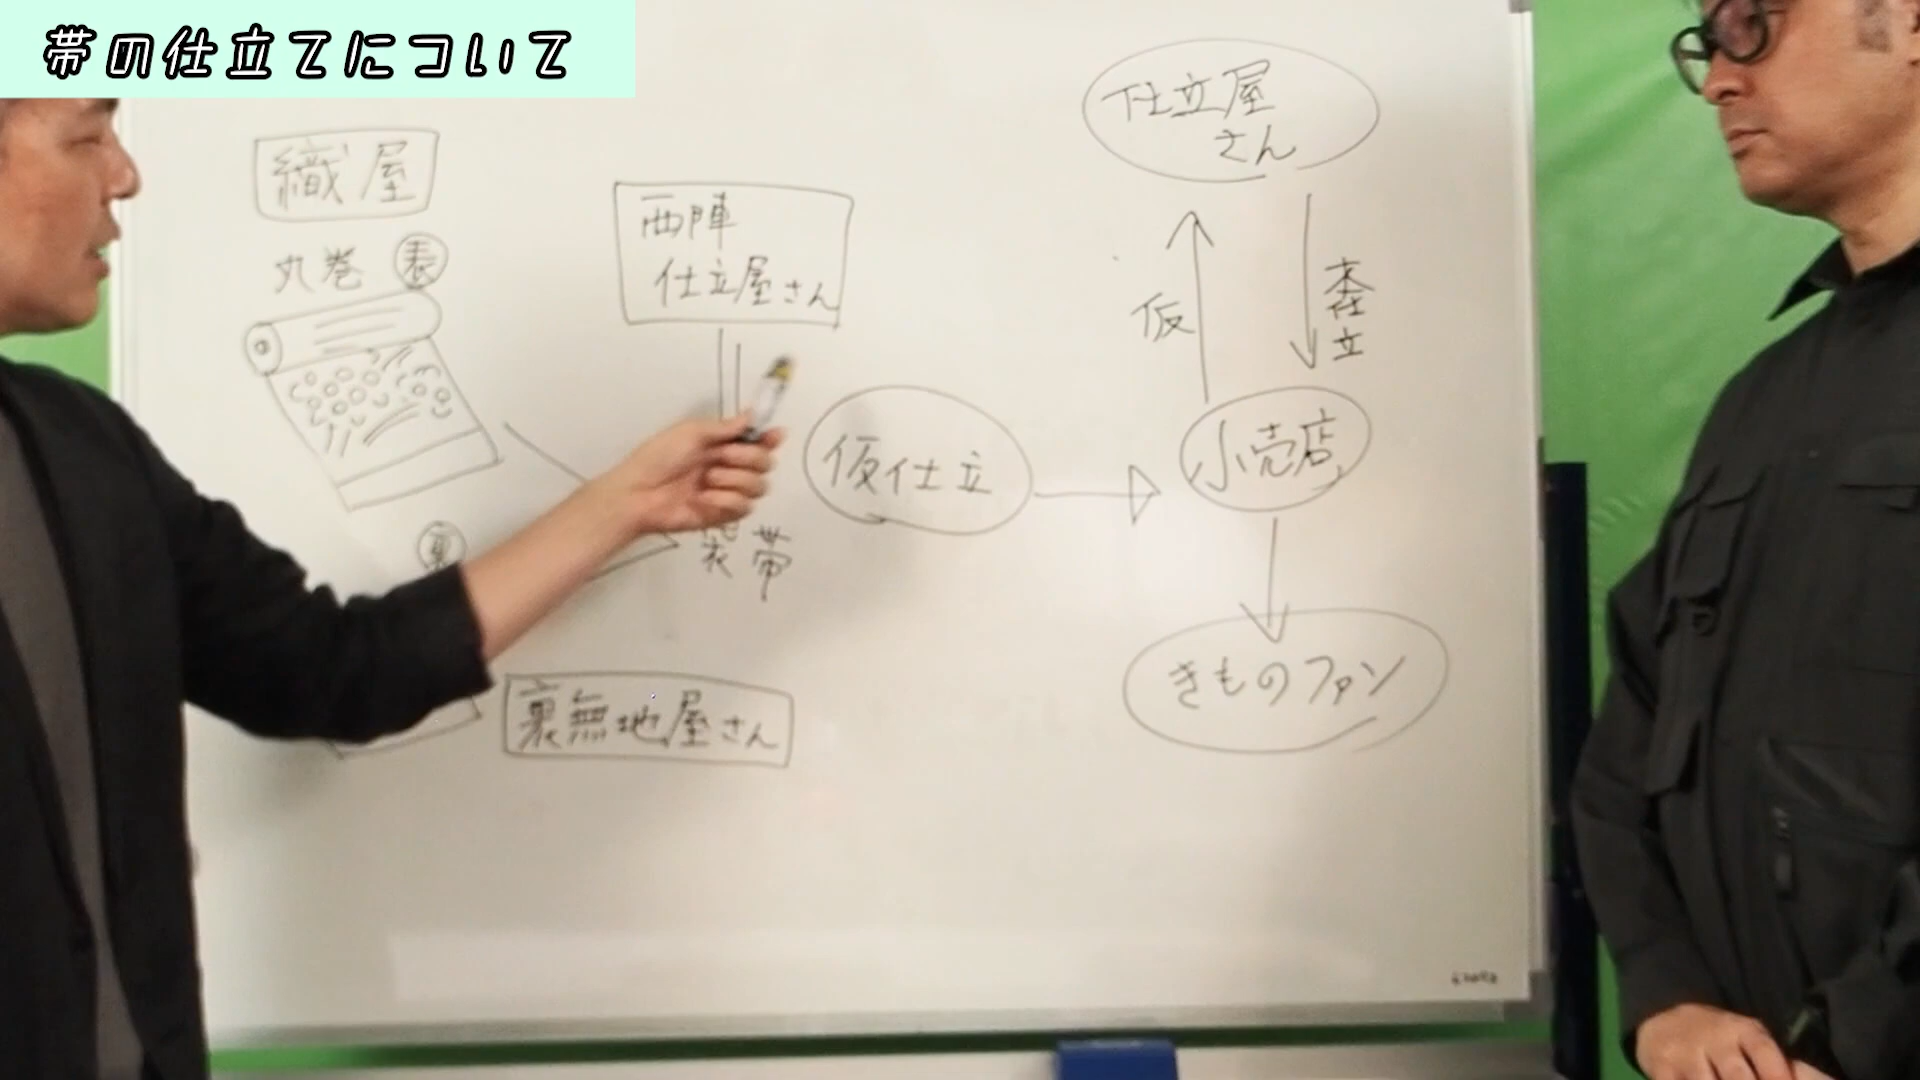 帯の仕立てについて
織屋
丸巻 表
裏
西陣
仕立屋さん
袋帯
裏無地屋さん
仮仕立
仕立屋
さん
仮
本仕立
小売店
きものファン